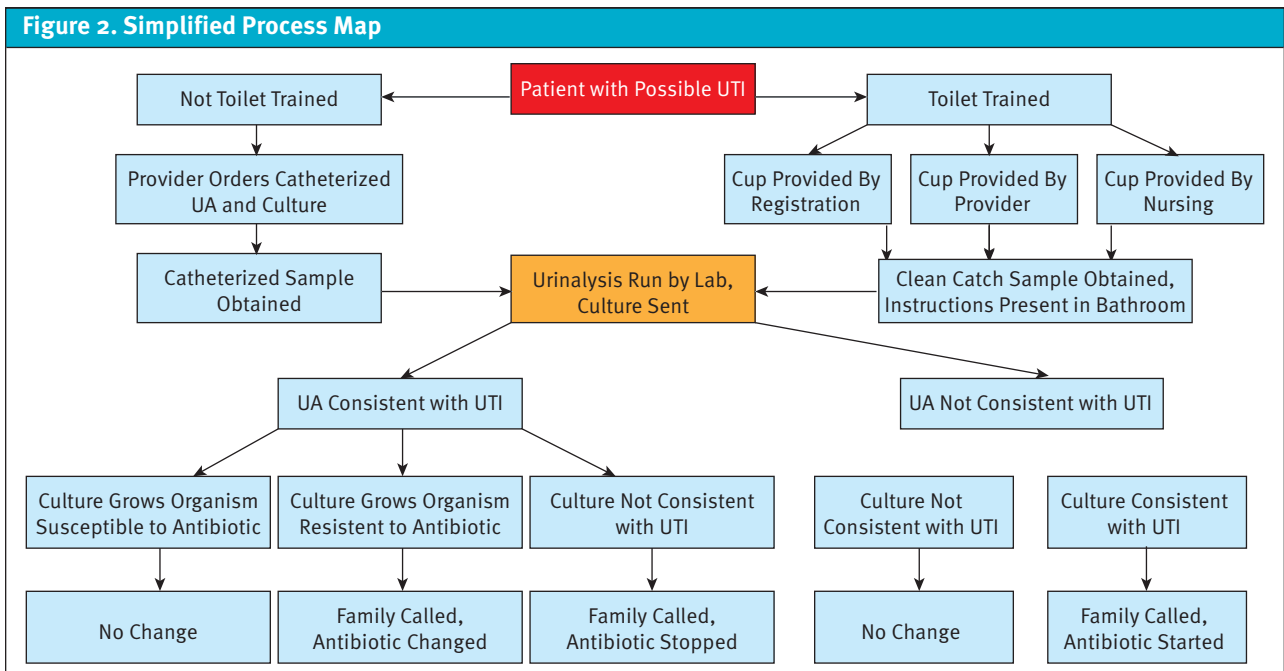 Figure 2. Simplified Process Map
Patient with Possible UTI
Not Toilet Trained
Toilet Trained
Provider Orders Catheterized
UA and Culture
Cup Provided By
Registration
Cup Provided By
Provider
Cup Provided By
Nursing
Catheterized Sample
Obtained
Urinalysis Run by Lab,
Culture Sent
Clean Catch Sample Obtained,
Instructions Present in Bathroom
UA Consistent with UTI
UA Not Consistent with UTI
Culture Grows Organism
Susceptible to Antibiotic
Culture Grows Organism
Resistent to Antibiotic
Culture Not Consistent
with UTI
Culture Not
Consistent with UTI
Culture Consistent
with UTI
No Change
Family Called,
Antibiotic Changed
Family Called,
Antibiotic Stopped
No Change
Family Called,
Antibiotic Started